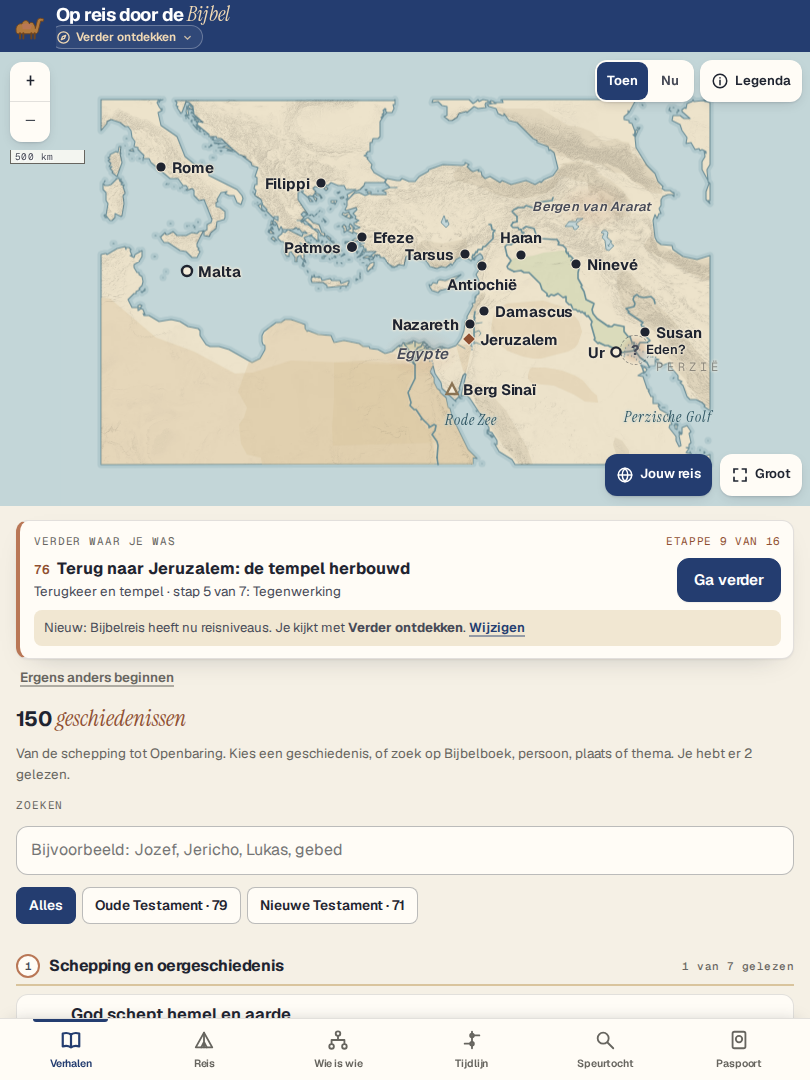 Op reis door de Bijbel
Verder ontdekken
+
−
500 km
Toen
Nu
Legenda
Rome
Filippi
Bergen van Ararat
Efeze
Patmos
Tarsus
Haran
Ninevé
Malta
Antiochië
Damascus
Nazareth
Susan
Jeruzalem
Ur
?
Eden?
Egypte
PERZIË
Berg Sinaï
Rode Zee
Perzische Golf
Jouw reis
Groot
VERDER WAAR JE WAS
ETAPPE 9 VAN 16
76 Terug naar Jeruzalem: de tempel herbouwd
Terugkeer en tempel · stap 5 van 7: Tegenwerking
Ga verder
Nieuw: Bijbelreis heeft nu reisniveaus. Je kijkt met Verder ontdekken. Wijzigen
Ergens anders beginnen
150 geschiedenissen
Van de schepping tot Openbaring. Kies een geschiedenis, of zoek op Bijbelboek, persoon, plaats of thema. Je hebt er 2
gelezen.
ZOEKEN
Bijvoorbeeld: Jozef, Jericho, Lukas, gebed
Alles
Oude Testament · 79
Nieuwe Testament · 71
1 Schepping en oergeschiedenis
1 van 7 gelezen
God schept hemel en aarde
Verhalen
Reis
Wie is wie
Tijdlijn
Speurtocht
Paspoort